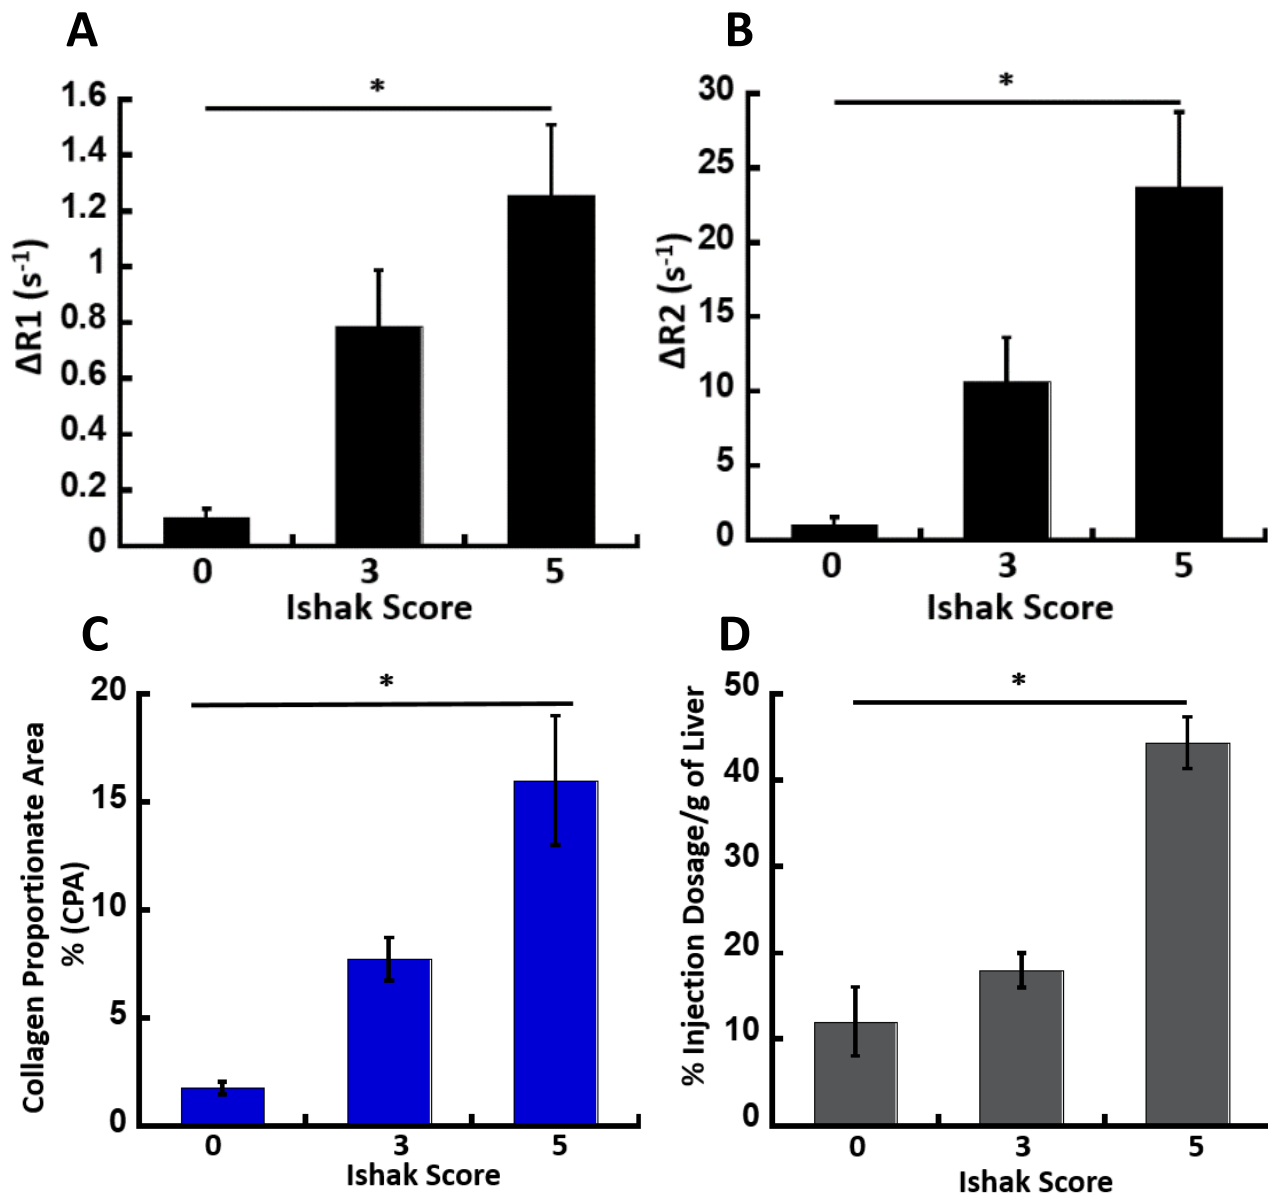 A
*
1.6
1.4
1.2
1
0.8
0.6
0.4
0.2
0
ΔR1 (s⁻¹)
0 3 5
Ishak Score
B
*
30
25
20
15
10
5
0
ΔR2 (s⁻¹)
0 3 5
Ishak Score
C
*
20
15
10
5
0
Collagen Proportionate Area
% (CPA)
0 3 5
Ishak Score
D
*
50
40
30
20
10
0
% Injection Dosage/g of Liver
0 3 5
Ishak Score